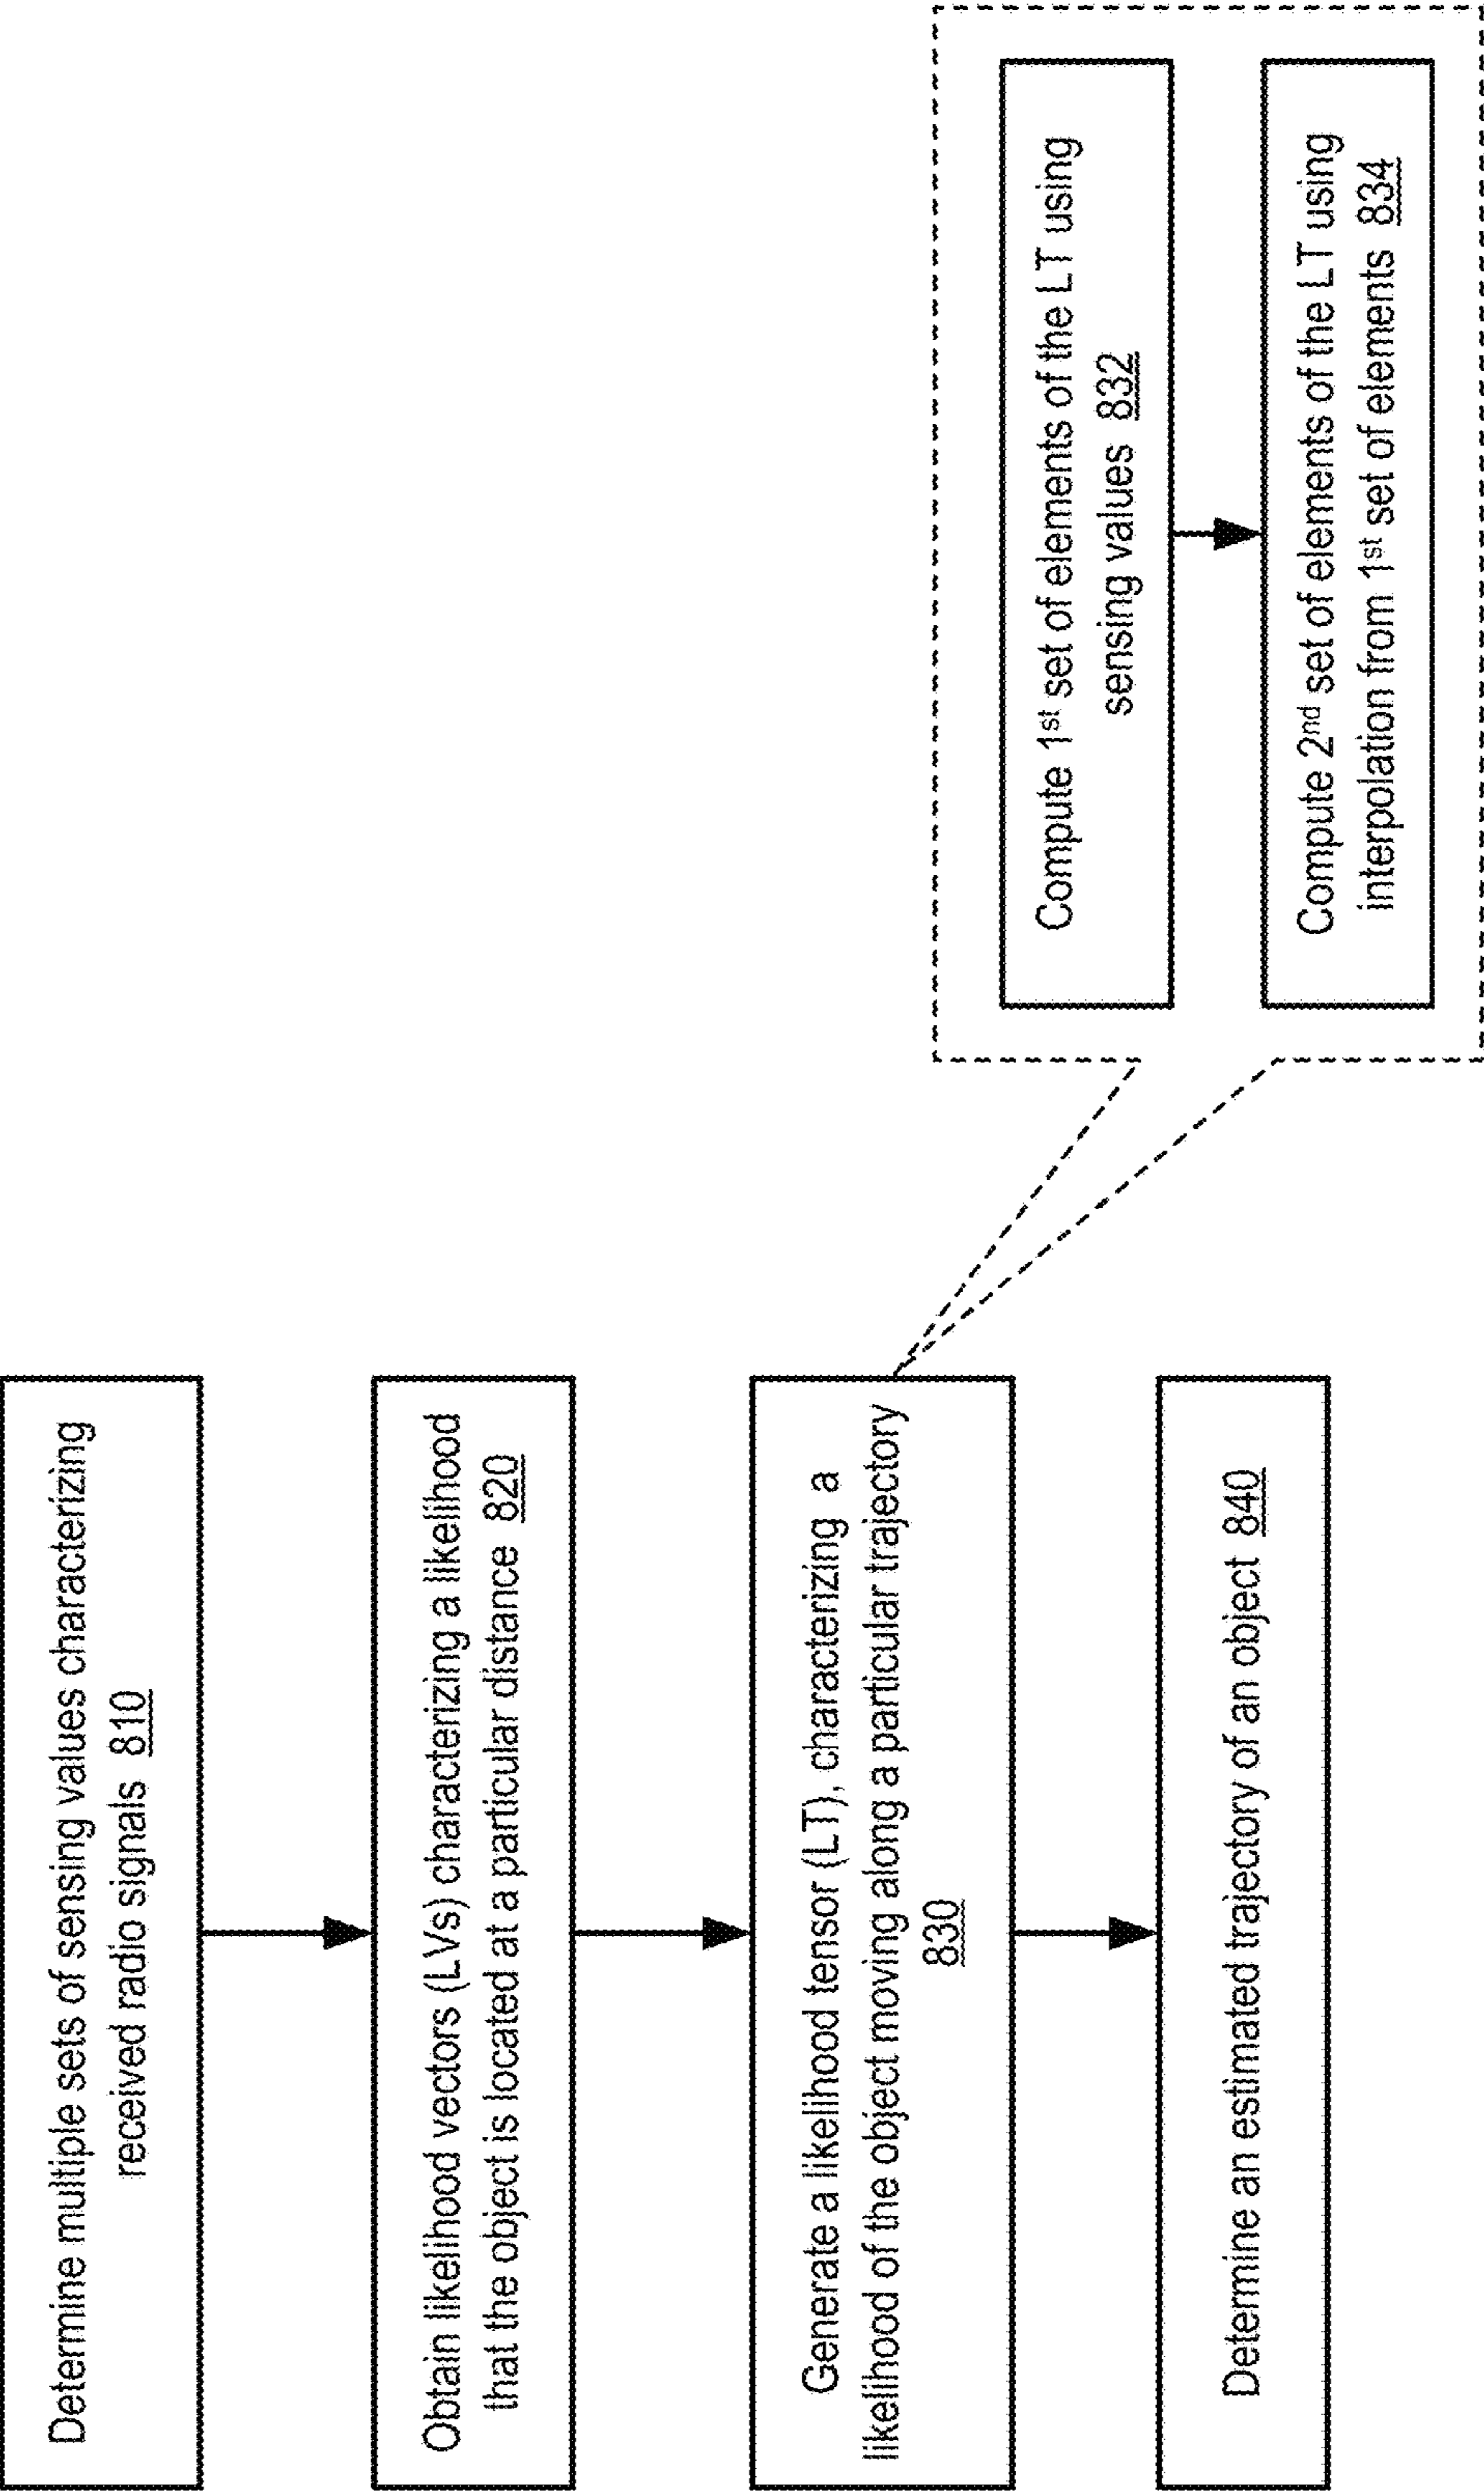 Determine multiple sets of sensing values characterizing
received radio signals 810
Obtain likelihood vectors (LVs) characterizing a likelihood
that the object is located at a particular distance 820
Generate a likelihood tensor (LT), characterizing a
likelihood of the object moving along a particular trajectory
830
Determine an estimated trajectory of an object 840
Compute 1st set of elements of the LT using
sensing values 832
Compute 2nd set of elements of the LT using
interpolation from 1st set of elements 834